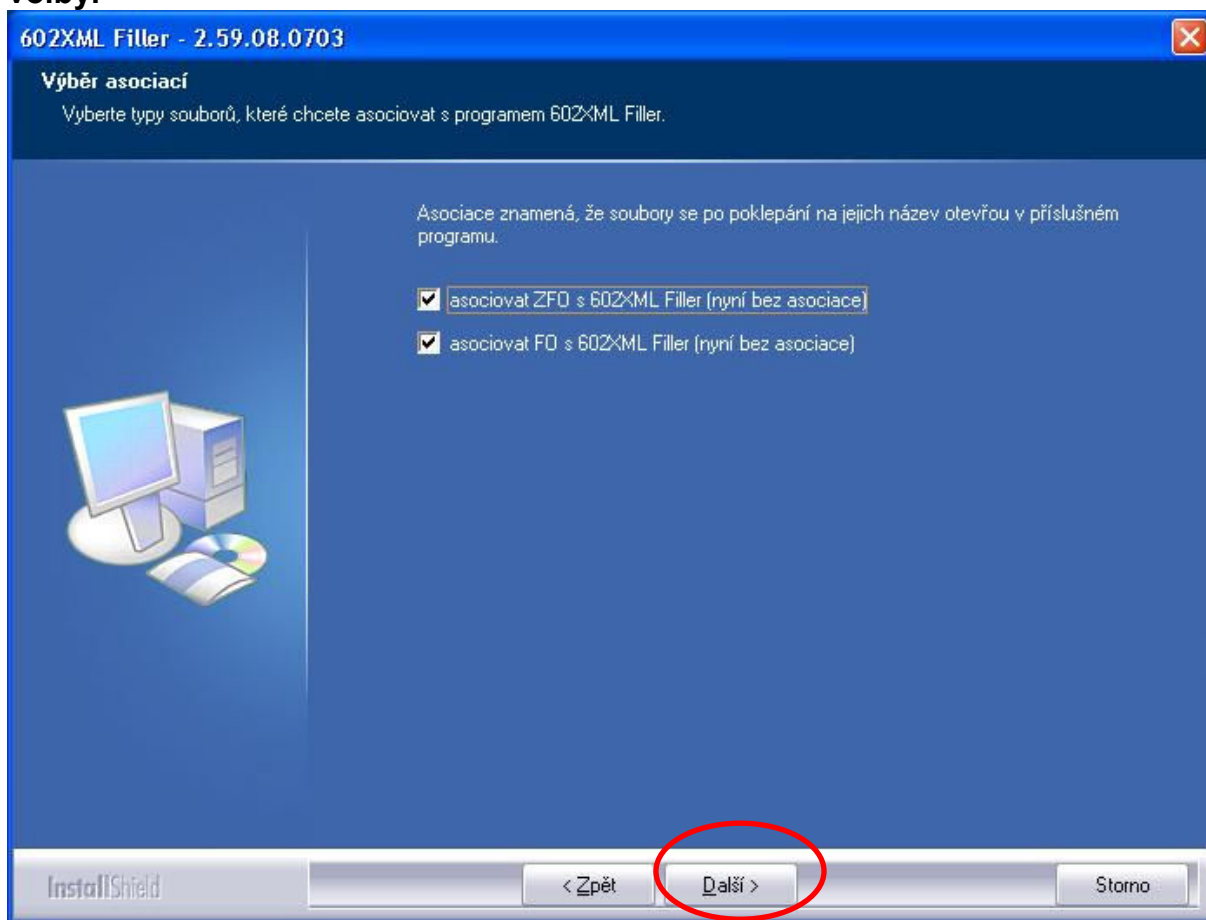 volby.
602XML Filler - 2.59.08.0703
Výběr asociací
Vyberte typy souborů, které chcete asociovat s programem 602XML Filler.
Asociace znamená, že soubory se po poklepání na jejich název otevřou v příslušném
programu.
asociovat ZFO s 602XML Filler (nyní bez asociace)
asociovat FO s 602XML Filler (nyní bez asociace)
InstallShield
< Zpět
Další >
Storno